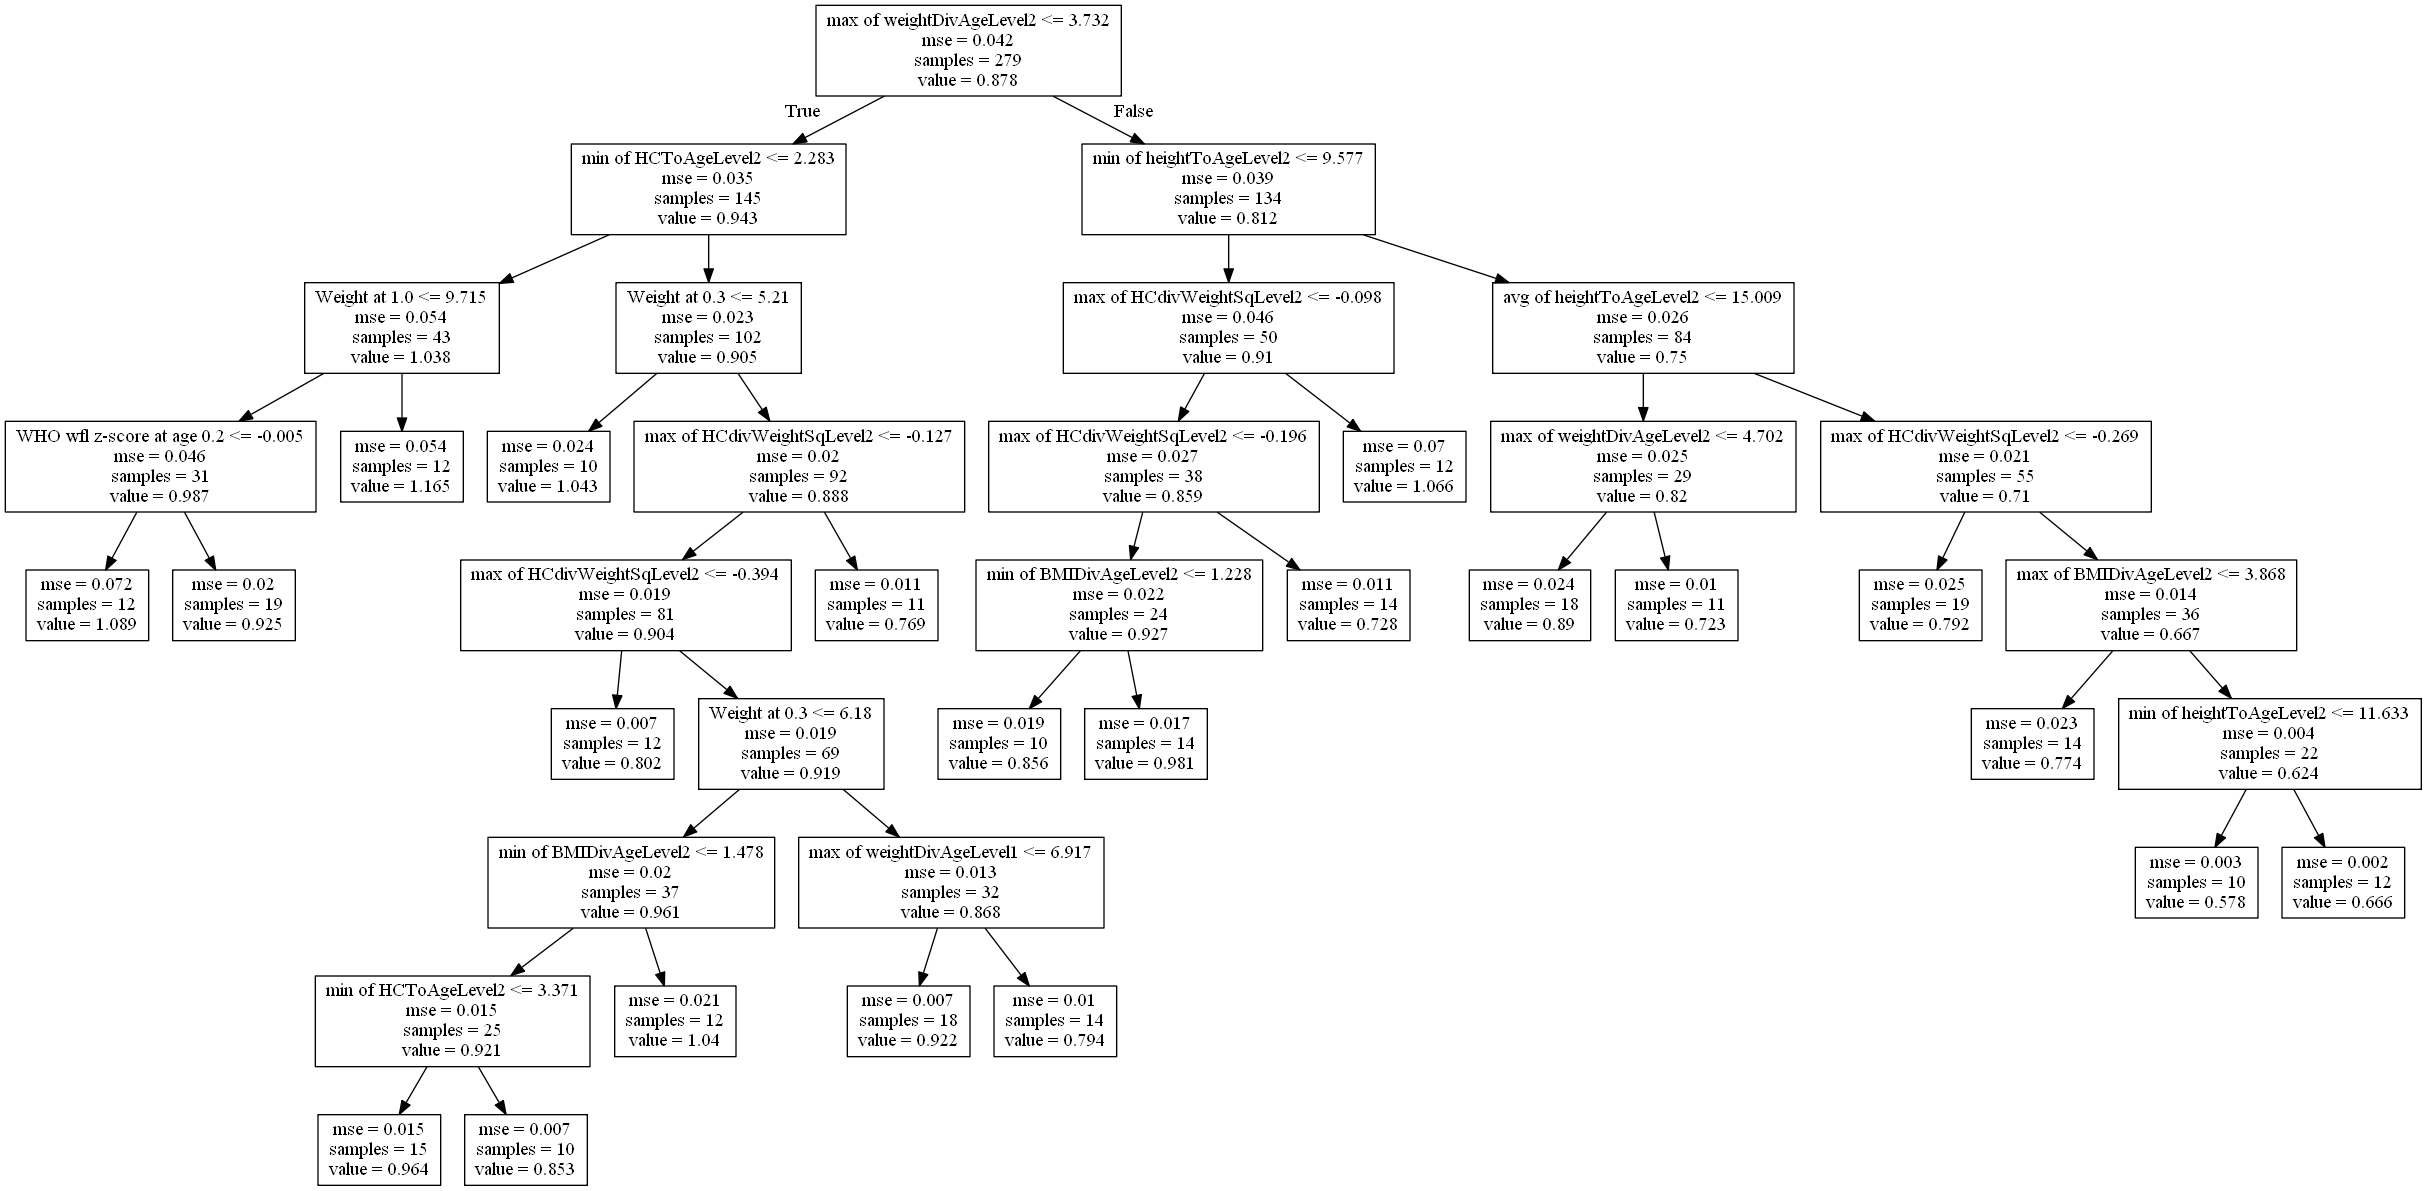 max of weightDivAgeLevel2 <= 3.732
mse = 0.042
samples = 279
value = 0.878
True
False
min of HCToAgeLevel2 <= 2.283
mse = 0.035
samples = 145
value = 0.943
min of heightToAgeLevel2 <= 9.577
mse = 0.039
samples = 134
value = 0.812
Weight at 1.0 <= 9.715
mse = 0.054
samples = 43
value = 1.038
Weight at 0.3 <= 5.21
mse = 0.023
samples = 102
value = 0.905
max of HCdivWeightSqLevel2 <= -0.098
mse = 0.046
samples = 50
value = 0.91
avg of heightToAgeLevel2 <= 15.009
mse = 0.026
samples = 84
value = 0.75
WHO wfl z-score at age 0.2 <= -0.005
mse = 0.046
samples = 31
value = 0.987
mse = 0.054
samples = 12
value = 1.165
mse = 0.024
samples = 10
value = 1.043
max of HCdivWeightSqLevel2 <= -0.127
mse = 0.02
samples = 92
value = 0.888
max of HCdivWeightSqLevel2 <= -0.196
mse = 0.027
samples = 38
value = 0.859
mse = 0.07
samples = 12
value = 1.066
max of weightDivAgeLevel2 <= 4.702
mse = 0.025
samples = 29
value = 0.82
max of HCdivWeightSqLevel2 <= -0.269
mse = 0.021
samples = 55
value = 0.71
mse = 0.072
samples = 12
value = 1.089
mse = 0.02
samples = 19
value = 0.925
max of HCdivWeightSqLevel2 <= -0.394
mse = 0.019
samples = 81
value = 0.904
mse = 0.011
samples = 11
value = 0.769
min of BMIDivAgeLevel2 <= 1.228
mse = 0.022
samples = 24
value = 0.927
mse = 0.011
samples = 14
value = 0.728
mse = 0.024
samples = 18
value = 0.89
mse = 0.01
samples = 11
value = 0.723
mse = 0.025
samples = 19
value = 0.792
max of BMIDivAgeLevel2 <= 3.868
mse = 0.014
samples = 36
value = 0.667
mse = 0.007
samples = 12
value = 0.802
Weight at 0.3 <= 6.18
mse = 0.019
samples = 69
value = 0.919
mse = 0.019
samples = 10
value = 0.856
mse = 0.017
samples = 14
value = 0.981
mse = 0.023
samples = 14
value = 0.774
min of heightToAgeLevel2 <= 11.633
mse = 0.004
samples = 22
value = 0.624
min of BMIDivAgeLevel2 <= 1.478
mse = 0.02
samples = 37
value = 0.961
max of weightDivAgeLevel1 <= 6.917
mse = 0.013
samples = 32
value = 0.868
mse = 0.003
samples = 10
value = 0.578
mse = 0.002
samples = 12
value = 0.666
min of HCToAgeLevel2 <= 3.371
mse = 0.015
samples = 25
value = 0.921
mse = 0.021
samples = 12
value = 1.04
mse = 0.007
samples = 18
value = 0.922
mse = 0.01
samples = 14
value = 0.794
mse = 0.015
samples = 15
value = 0.964
mse = 0.007
samples = 10
value = 0.853